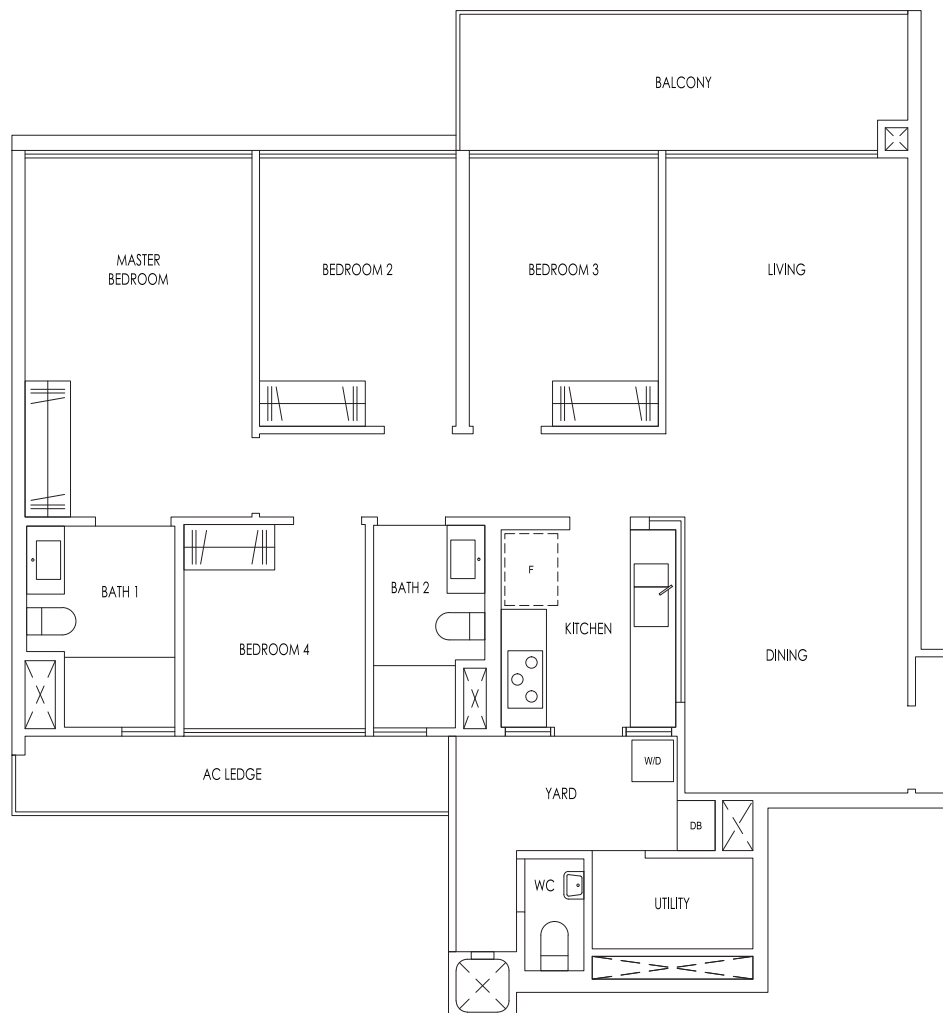 BALCONY
MASTER
BEDROOM
BEDROOM 2
BEDROOM 3
LIVING
BATH 1
BEDROOM 4
BATH 2
F
KITCHEN
DINING
AC LEDGE
YARD
W/D
DB
WC
UTILITY